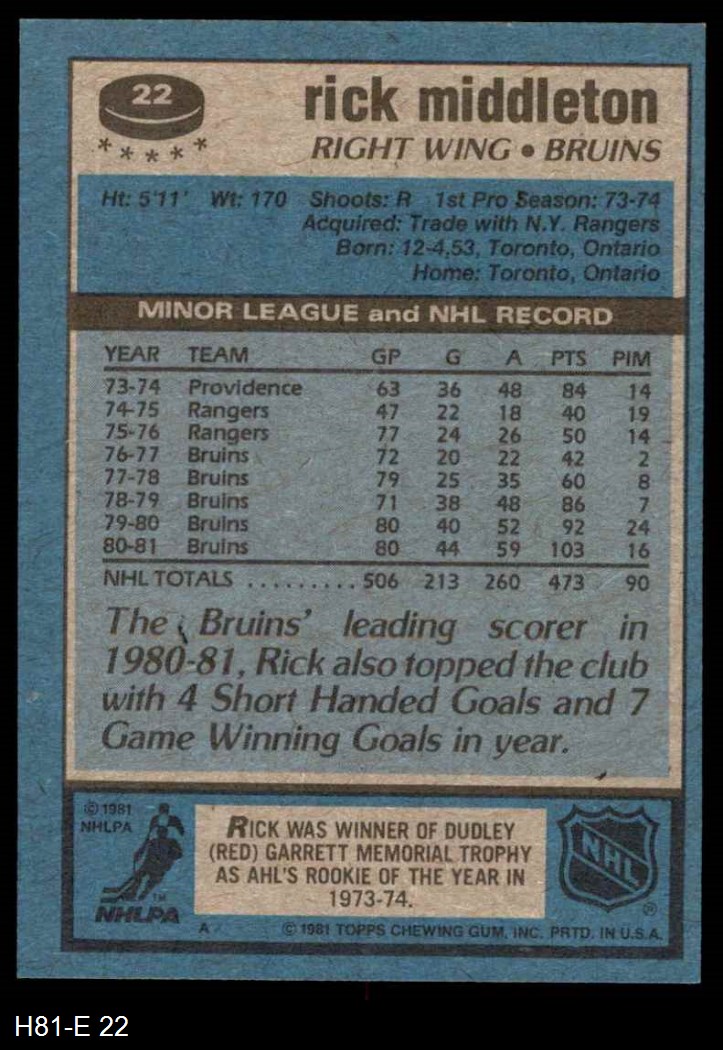 22
rick middleton
* * * * *
RIGHT WING • BRUINS
Ht: 5'11' Wt: 170 Shoots: R 1st Pro Season: 73-74
Acquired: Trade with N.Y. Rangers
Born: 12-4,53, Toronto, Ontario
Home: Toronto, Ontario
MINOR LEAGUE and NHL RECORD
YEAR TEAM GP G A PTS PIM
73-74 Providence 63 36 48 84 14
74-75 Rangers 47 22 18 40 19
75-76 Rangers 77 24 26 50 14
76-77 Bruins 72 20 22 42 2
77-78 Bruins 79 25 35 60 8
78-79 Bruins 71 38 48 86 7
79-80 Bruins 80 40 52 92 24
80-81 Bruins 80 44 59 103 16
NHL TOTALS ......... 506 213 260 473 90
The Bruins' leading scorer in
1980-81, Rick also topped the club
with 4 Short Handed Goals and 7
Game Winning Goals in year.
© 1981
NHLPA
TM
NHLPA
RICK WAS WINNER OF DUDLEY
(RED) GARRETT MEMORIAL TROPHY
AS AHL'S ROOKIE OF THE YEAR IN
1973-74.
NHL
®
A © 1981 TOPPS CHEWING GUM, INC. PRTD. IN U.S.A.
H81-E 22